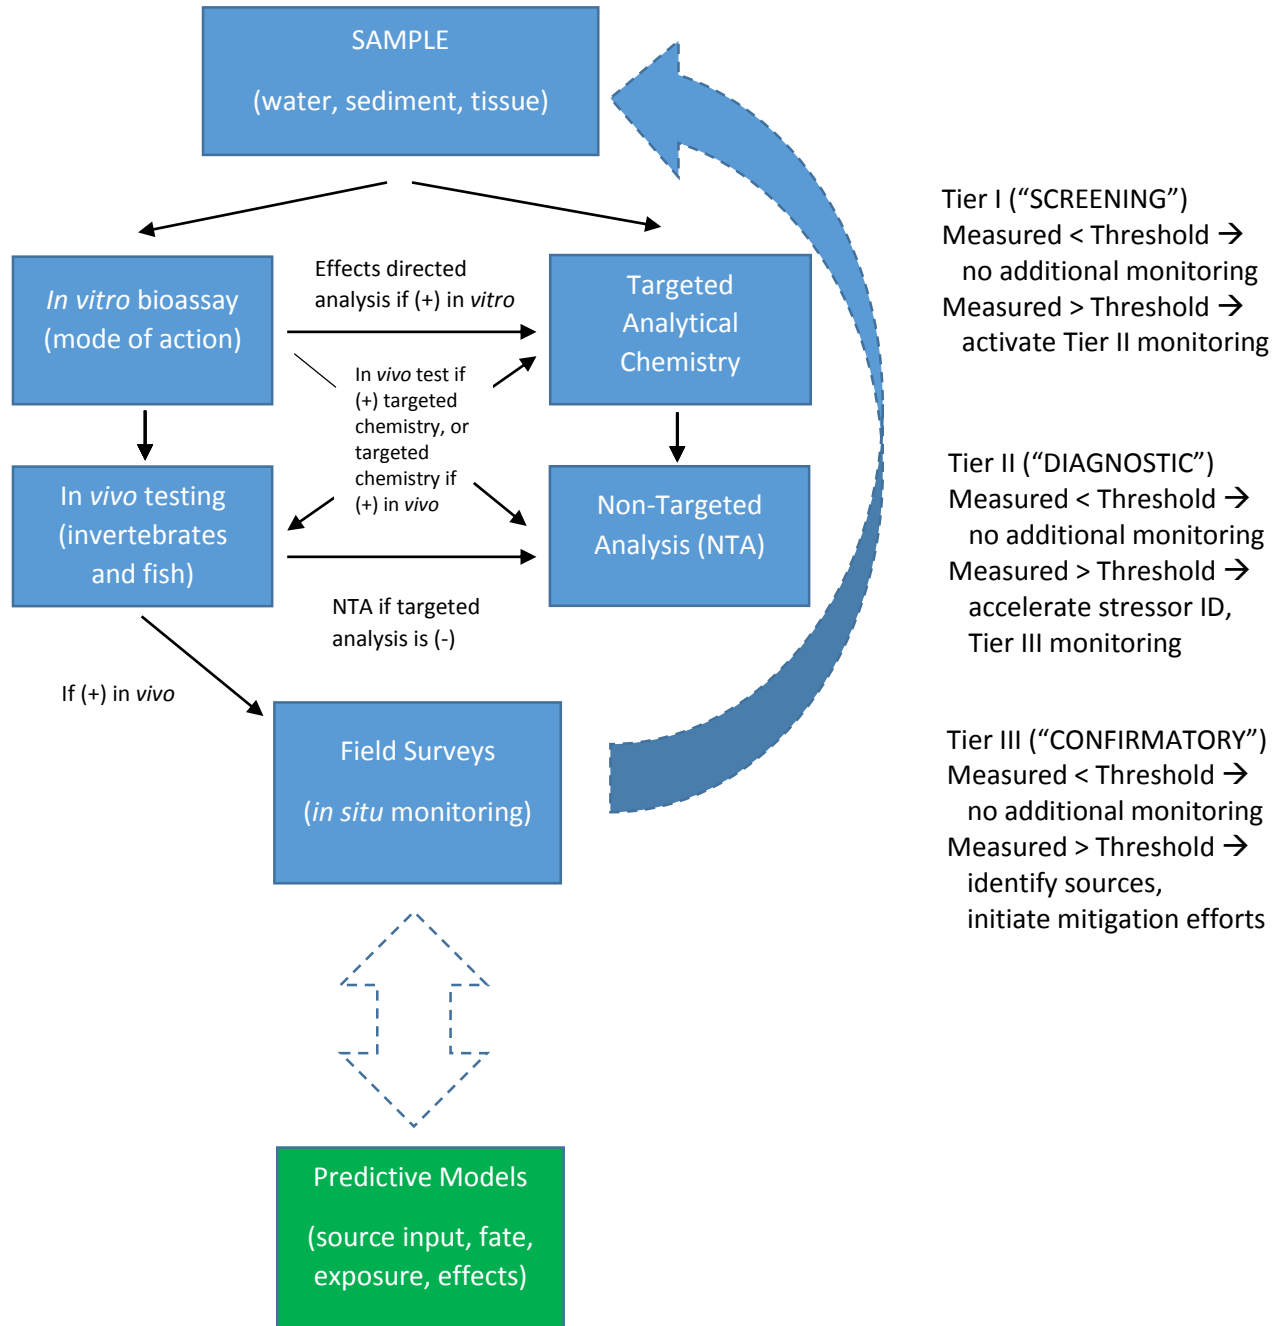 SAMPLE
(water, sediment, tissue)
In vitro bioassay
(mode of action)
Effects directed
analysis if (+) in vitro
Targeted
Analytical
Chemistry
In vivo test if
(+) targeted
chemistry, or
targeted
chemistry if
(+) in vivo
In vivo testing
(invertebrates
and fish)
Non-Targeted
Analysis (NTA)
NTA if targeted
analysis is (-)
If (+) in vivo
Field Surveys
(in situ monitoring)
Predictive Models
(source input, fate,
exposure, effects)
Tier I (“SCREENING”)
Measured < Threshold →
no additional monitoring
Measured > Threshold →
activate Tier II monitoring
Tier II (“DIAGNOSTIC”)
Measured < Threshold →
no additional monitoring
Measured > Threshold →
accelerate stressor ID,
Tier III monitoring
Tier III (“CONFIRMATORY”)
Measured < Threshold →
no additional monitoring
Measured > Threshold →
identify sources,
initiate mitigation efforts